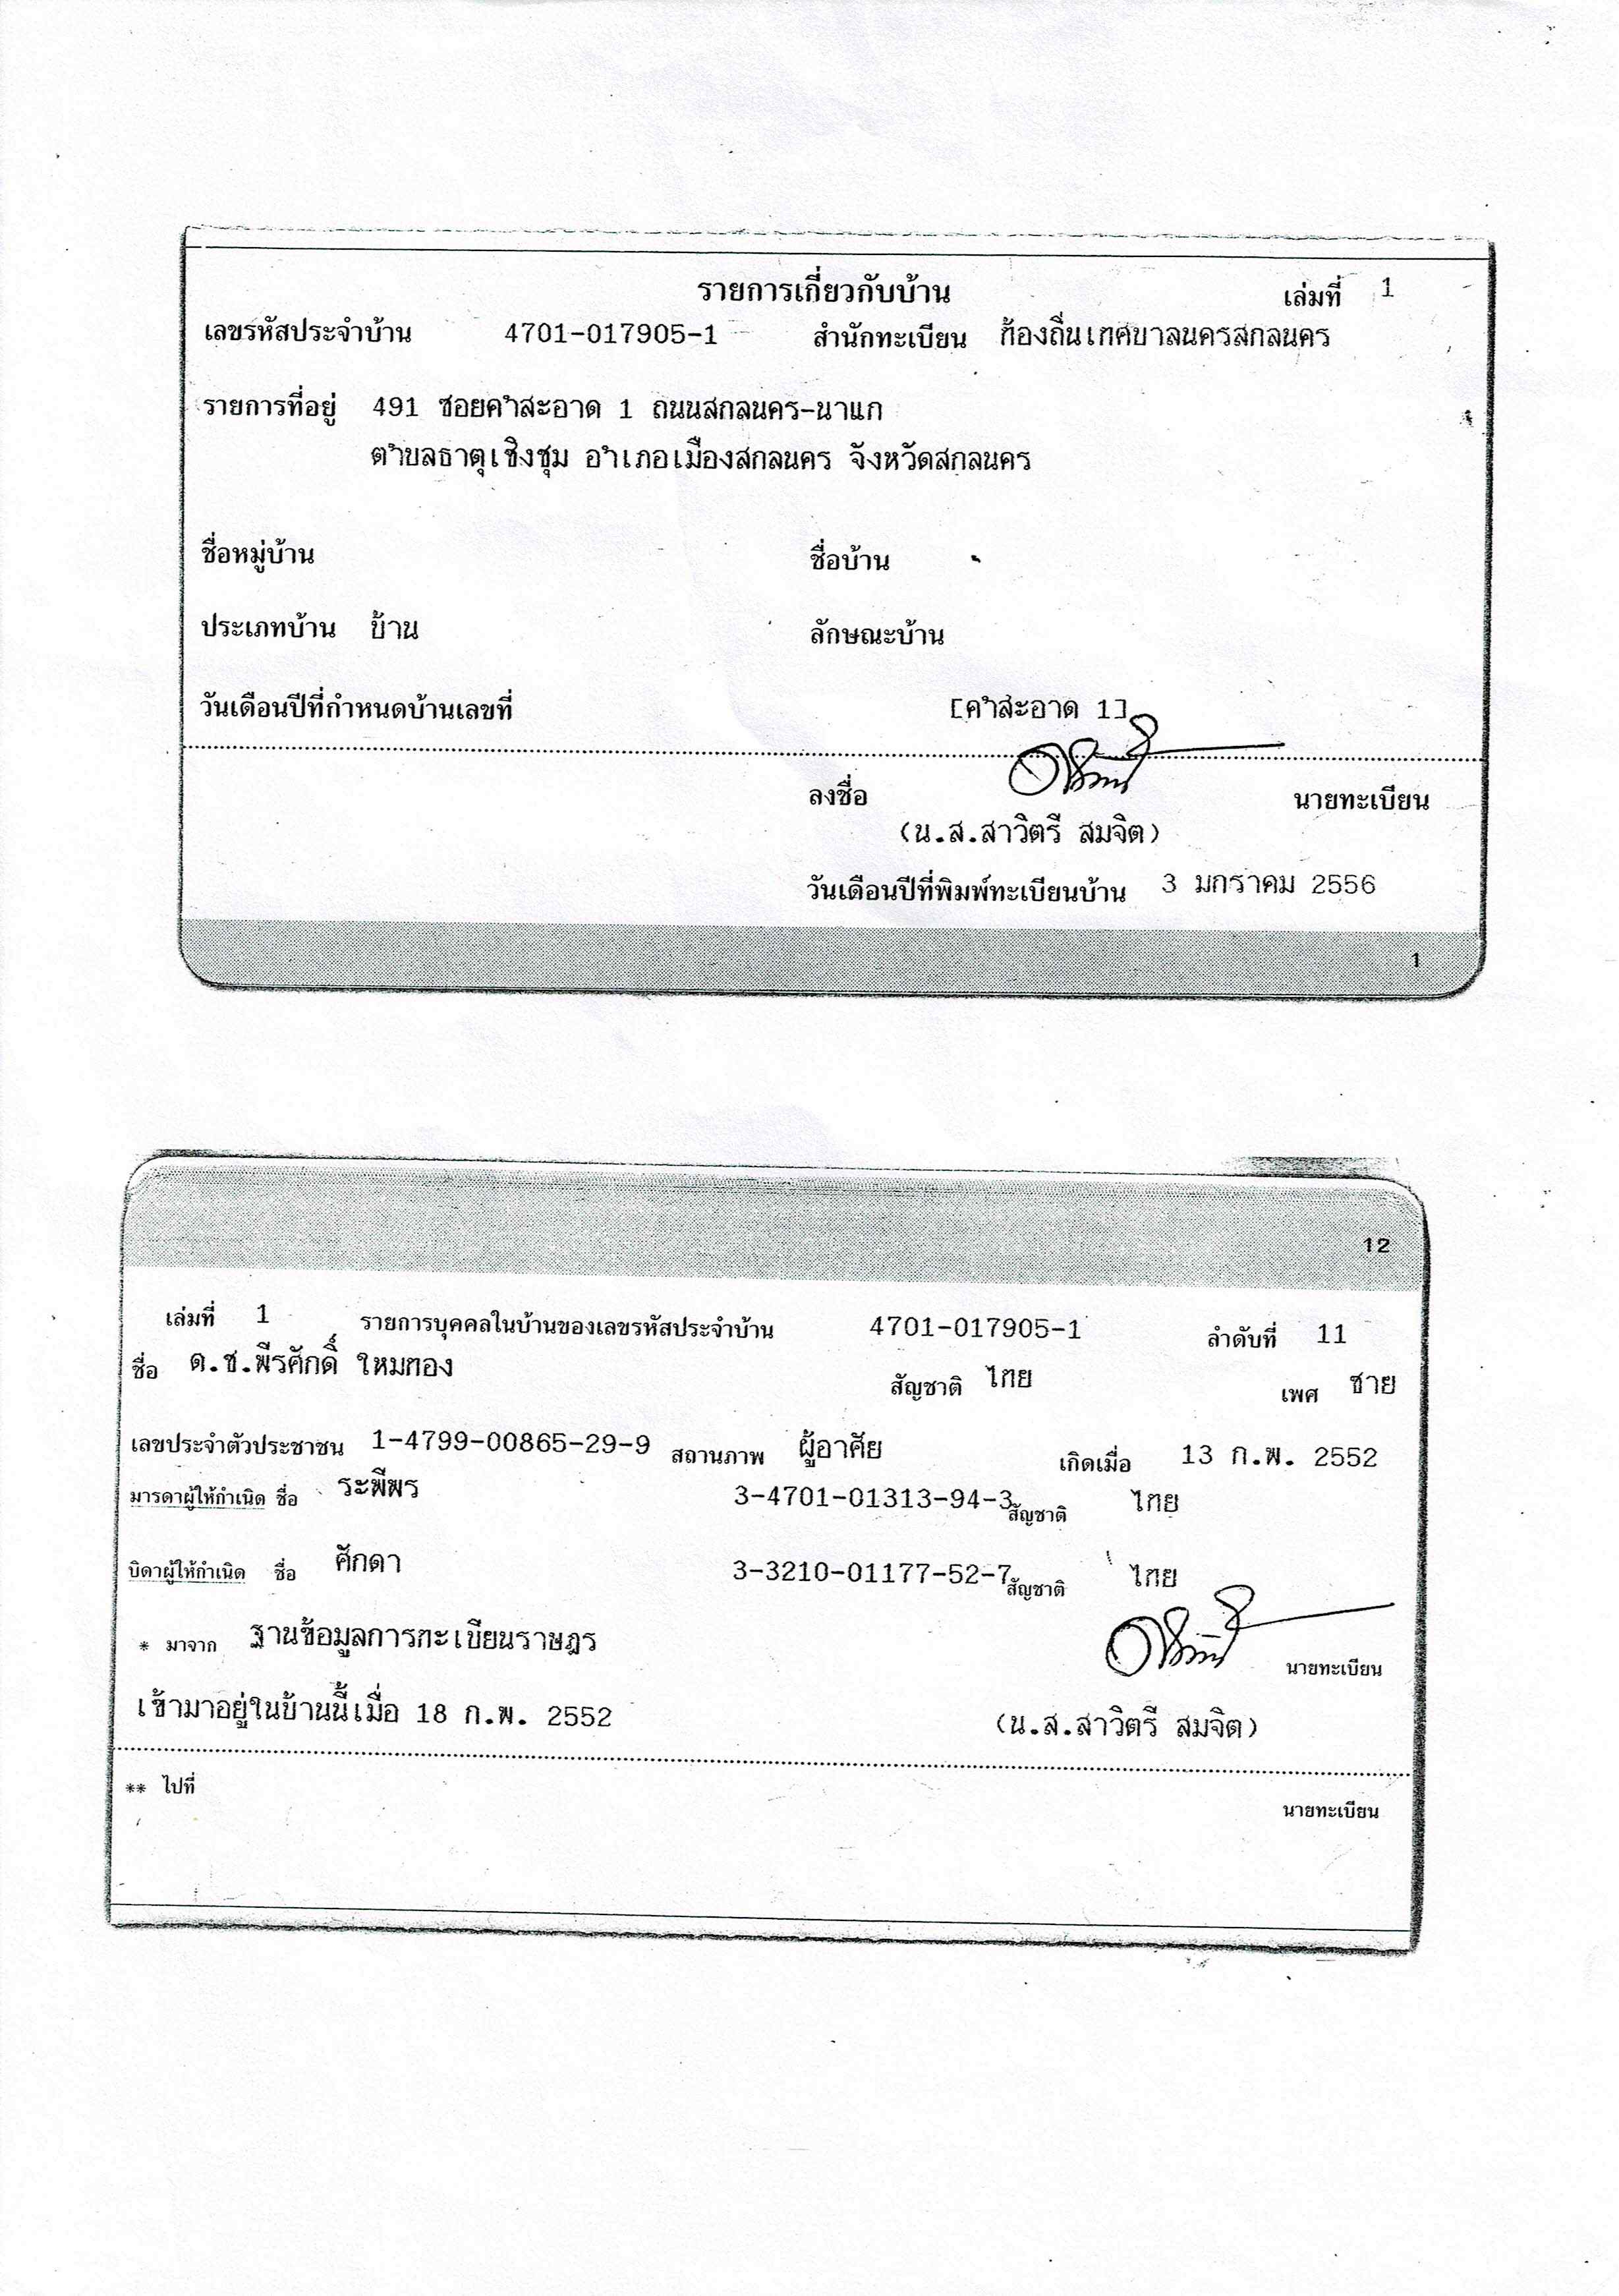 รายการเกี่ยวกับบ้าน เล่มที่ 1
เลขรหัสประจำบ้าน 4701-017905-1 สำนักทะเบียน ท้องถิ่นเทศบาลนครสกลนคร
รายการที่อยู่ 491 ซอยคำสะอาด 1 ถนนสกลนคร-นาแก
ตำบลธาตุเชิงชุม อำเภอเมืองสกลนคร จังหวัดสกลนคร
ชื่อหมู่บ้าน ชื่อบ้าน
ประเภทบ้าน บ้าน ลักษณะบ้าน
วันเดือนปีที่กำหนดบ้านเลขที่ [คำสะอาด 1]
ลงชื่อ นายทะเบียน
(น.ส.สาวิตรี สมจิต)
วันเดือนปีที่พิมพ์ทะเบียนบ้าน 3 มกราคม 2556
1
12
เล่มที่ 1 รายการบุคคลในบ้านของเลขรหัสประจำบ้าน 4701-017905-1 ลำดับที่ 11
ชื่อ ด.ช.พีรศักดิ์ ใหมทอง สัญชาติ ไทย เพศ ชาย
เลขประจำตัวประชาชน 1-4799-00865-29-9 สถานภาพ ผู้อาศัย เกิดเมื่อ 13 ก.พ. 2552
มารดาผู้ให้กำเนิด ชื่อ ระพีพร 3-4701-01313-94-3 สัญชาติ ไทย
บิดาผู้ให้กำเนิด ชื่อ ศักดา 3-3210-01177-52-7 สัญชาติ ไทย
* มาจาก ฐานข้อมูลการทะเบียนราษฎร
นายทะเบียน
เข้ามาอยู่ในบ้านนี้เมื่อ 18 ก.พ. 2552 (น.ส.สาวิตรี สมจิต)
** ไปที่
นายทะเบียน